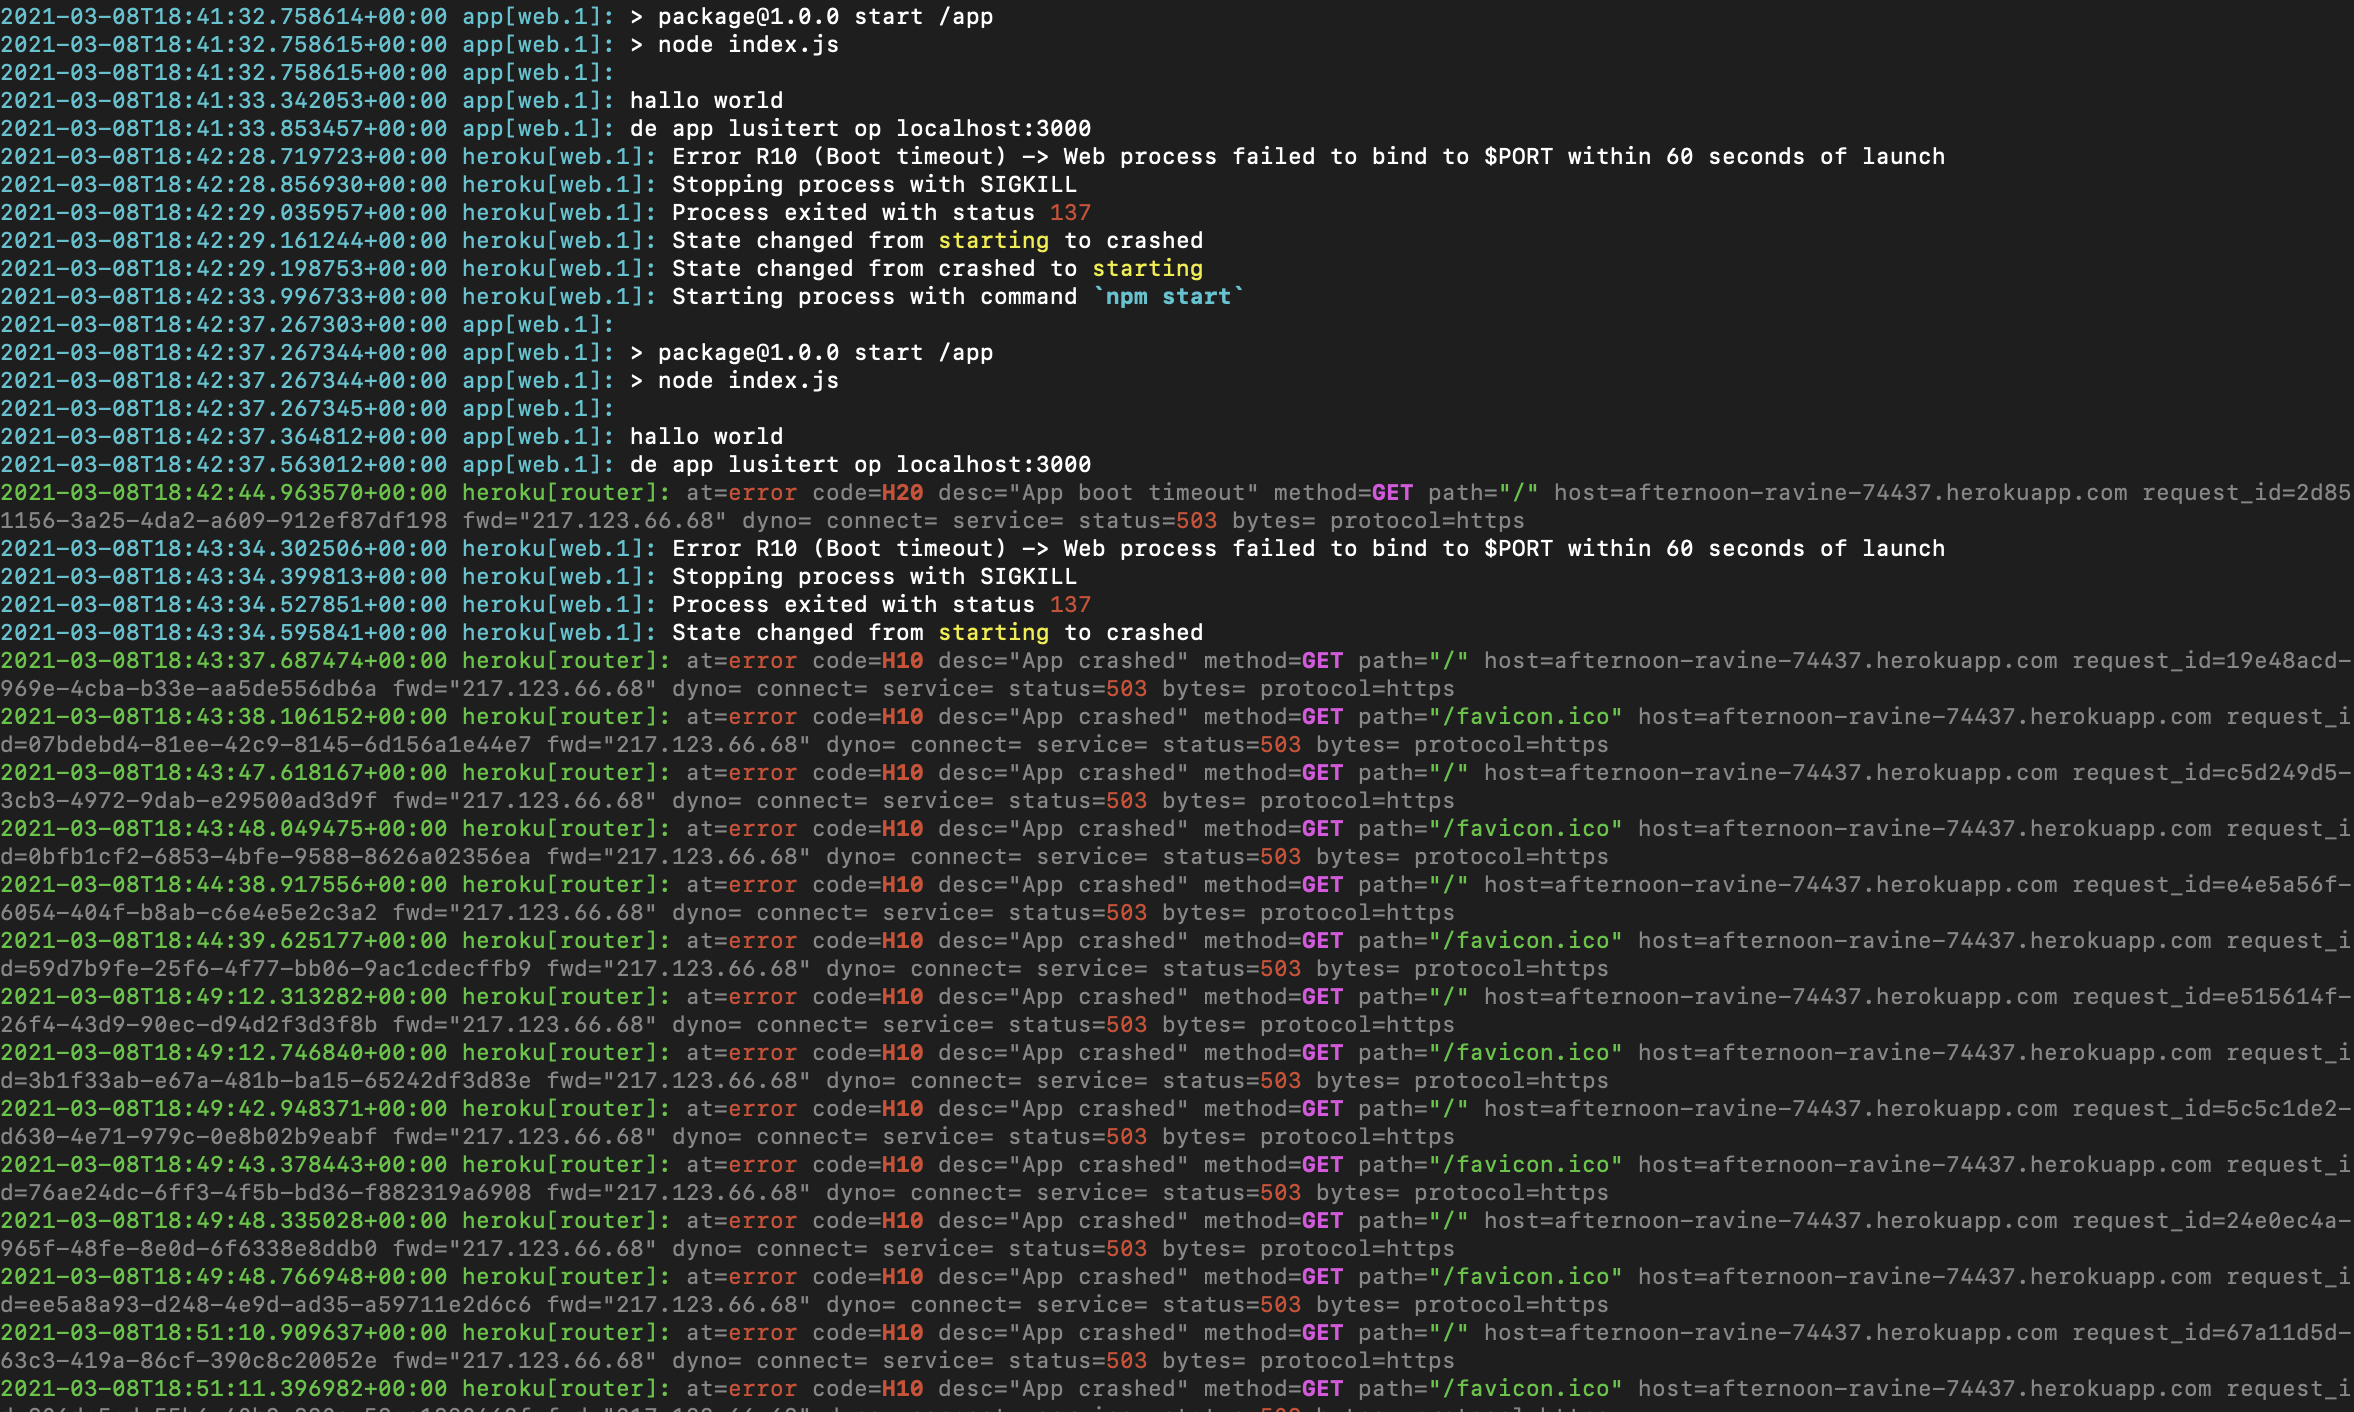 2021-03-08T18:41:32.758614+00:00 app[web.1]: > package@1.0.0 start /app
2021-03-08T18:41:32.758615+00:00 app[web.1]: > node index.js
2021-03-08T18:41:32.758615+00:00 app[web.1]:
2021-03-08T18:41:33.342053+00:00 app[web.1]: hallo world
2021-03-08T18:41:33.853457+00:00 app[web.1]: de app lusitert op localhost:3000
2021-03-08T18:42:28.719723+00:00 heroku[web.1]: Error R10 (Boot timeout) -> Web process failed to bind to $PORT within 60 seconds of launch
2021-03-08T18:42:28.856930+00:00 heroku[web.1]: Stopping process with SIGKILL
2021-03-08T18:42:29.035957+00:00 heroku[web.1]: Process exited with status 137
2021-03-08T18:42:29.161244+00:00 heroku[web.1]: State changed from starting to crashed
2021-03-08T18:42:29.198753+00:00 heroku[web.1]: State changed from crashed to starting
2021-03-08T18:42:33.996733+00:00 heroku[web.1]: Starting process with command `npm start`
2021-03-08T18:42:37.267303+00:00 app[web.1]:
2021-03-08T18:42:37.267344+00:00 app[web.1]: > package@1.0.0 start /app
2021-03-08T18:42:37.267344+00:00 app[web.1]: > node index.js
2021-03-08T18:42:37.267345+00:00 app[web.1]:
2021-03-08T18:42:37.364812+00:00 app[web.1]: hallo world
2021-03-08T18:42:37.563012+00:00 app[web.1]: de app lusitert op localhost:3000
2021-03-08T18:42:44.963570+00:00 heroku[router]: at=error code=H20 desc="App boot timeout" method=GET path="/" host=afternoon-ravine-74437.herokuapp.com request_id=2d85
1156-3a25-4da2-a609-912ef87df198 fwd="217.123.66.68" dyno= connect= service= status=503 bytes= protocol=https
2021-03-08T18:43:34.302506+00:00 heroku[web.1]: Error R10 (Boot timeout) -> Web process failed to bind to $PORT within 60 seconds of launch
2021-03-08T18:43:34.399813+00:00 heroku[web.1]: Stopping process with SIGKILL
2021-03-08T18:43:34.527851+00:00 heroku[web.1]: Process exited with status 137
2021-03-08T18:43:34.595841+00:00 heroku[web.1]: State changed from starting to crashed
2021-03-08T18:43:37.687474+00:00 heroku[router]: at=error code=H10 desc="App crashed" method=GET path="/" host=afternoon-ravine-74437.herokuapp.com request_id=19e48acd-
969e-4cba-b33e-aa5de556db6a fwd="217.123.66.68" dyno= connect= service= status=503 bytes= protocol=https
2021-03-08T18:43:38.106152+00:00 heroku[router]: at=error code=H10 desc="App crashed" method=GET path="/favicon.ico" host=afternoon-ravine-74437.herokuapp.com request_i
d=07bdebd4-81ee-42c9-8145-6d156a1e44e7 fwd="217.123.66.68" dyno= connect= service= status=503 bytes= protocol=https
2021-03-08T18:43:47.618167+00:00 heroku[router]: at=error code=H10 desc="App crashed" method=GET path="/" host=afternoon-ravine-74437.herokuapp.com request_id=c5d249d5-
3cb3-4972-9dab-e29500ad3d9f fwd="217.123.66.68" dyno= connect= service= status=503 bytes= protocol=https
2021-03-08T18:43:48.049475+00:00 heroku[router]: at=error code=H10 desc="App crashed" method=GET path="/favicon.ico" host=afternoon-ravine-74437.herokuapp.com request_i
d=0bfb1cf2-6853-4bfe-9588-8626a02356ea fwd="217.123.66.68" dyno= connect= service= status=503 bytes= protocol=https
2021-03-08T18:44:38.917556+00:00 heroku[router]: at=error code=H10 desc="App crashed" method=GET path="/" host=afternoon-ravine-74437.herokuapp.com request_id=e4e5a56f-
6054-404f-b8ab-c6e4e5e2c3a2 fwd="217.123.66.68" dyno= connect= service= status=503 bytes= protocol=https
2021-03-08T18:44:39.625177+00:00 heroku[router]: at=error code=H10 desc="App crashed" method=GET path="/favicon.ico" host=afternoon-ravine-74437.herokuapp.com request_i
d=59d7b9fe-25f6-4f77-bb06-9ac1cdecffb9 fwd="217.123.66.68" dyno= connect= service= status=503 bytes= protocol=https
2021-03-08T18:49:12.313282+00:00 heroku[router]: at=error code=H10 desc="App crashed" method=GET path="/" host=afternoon-ravine-74437.herokuapp.com request_id=e515614f-
26f4-43d9-90ec-d94d2f3d3f8b fwd="217.123.66.68" dyno= connect= service= status=503 bytes= protocol=https
2021-03-08T18:49:12.746840+00:00 heroku[router]: at=error code=H10 desc="App crashed" method=GET path="/favicon.ico" host=afternoon-ravine-74437.herokuapp.com request_i
d=3b1f33ab-e67a-481b-ba15-65242df3d83e fwd="217.123.66.68" dyno= connect= service= status=503 bytes= protocol=https
2021-03-08T18:49:42.948371+00:00 heroku[router]: at=error code=H10 desc="App crashed" method=GET path="/" host=afternoon-ravine-74437.herokuapp.com request_id=5c5c1de2-
d630-4e71-979c-0e8b02b9eabf fwd="217.123.66.68" dyno= connect= service= status=503 bytes= protocol=https
2021-03-08T18:49:43.378443+00:00 heroku[router]: at=error code=H10 desc="App crashed" method=GET path="/favicon.ico" host=afternoon-ravine-74437.herokuapp.com request_i
d=76ae24dc-6ff3-4f5b-bd36-f882319a6908 fwd="217.123.66.68" dyno= connect= service= status=503 bytes= protocol=https
2021-03-08T18:49:48.335028+00:00 heroku[router]: at=error code=H10 desc="App crashed" method=GET path="/" host=afternoon-ravine-74437.herokuapp.com request_id=24e0ec4a-
965f-48fe-8e0d-6f6338e8ddb0 fwd="217.123.66.68" dyno= connect= service= status=503 bytes= protocol=https
2021-03-08T18:49:48.766948+00:00 heroku[router]: at=error code=H10 desc="App crashed" method=GET path="/favicon.ico" host=afternoon-ravine-74437.herokuapp.com request_i
d=ee5a8a93-d248-4e9d-ad35-a59711e2d6c6 fwd="217.123.66.68" dyno= connect= service= status=503 bytes= protocol=https
2021-03-08T18:51:10.909637+00:00 heroku[router]: at=error code=H10 desc="App crashed" method=GET path="/" host=afternoon-ravine-74437.herokuapp.com request_id=67a11d5d-
63c3-419a-86cf-390c8c20052e fwd="217.123.66.68" dyno= connect= service= status=503 bytes= protocol=https
2021-03-08T18:51:11.396982+00:00 heroku[router]: at=error code=H10 desc="App crashed" method=GET path="/favicon.ico" host=afternoon-ravine-74437.herokuapp.com request_i